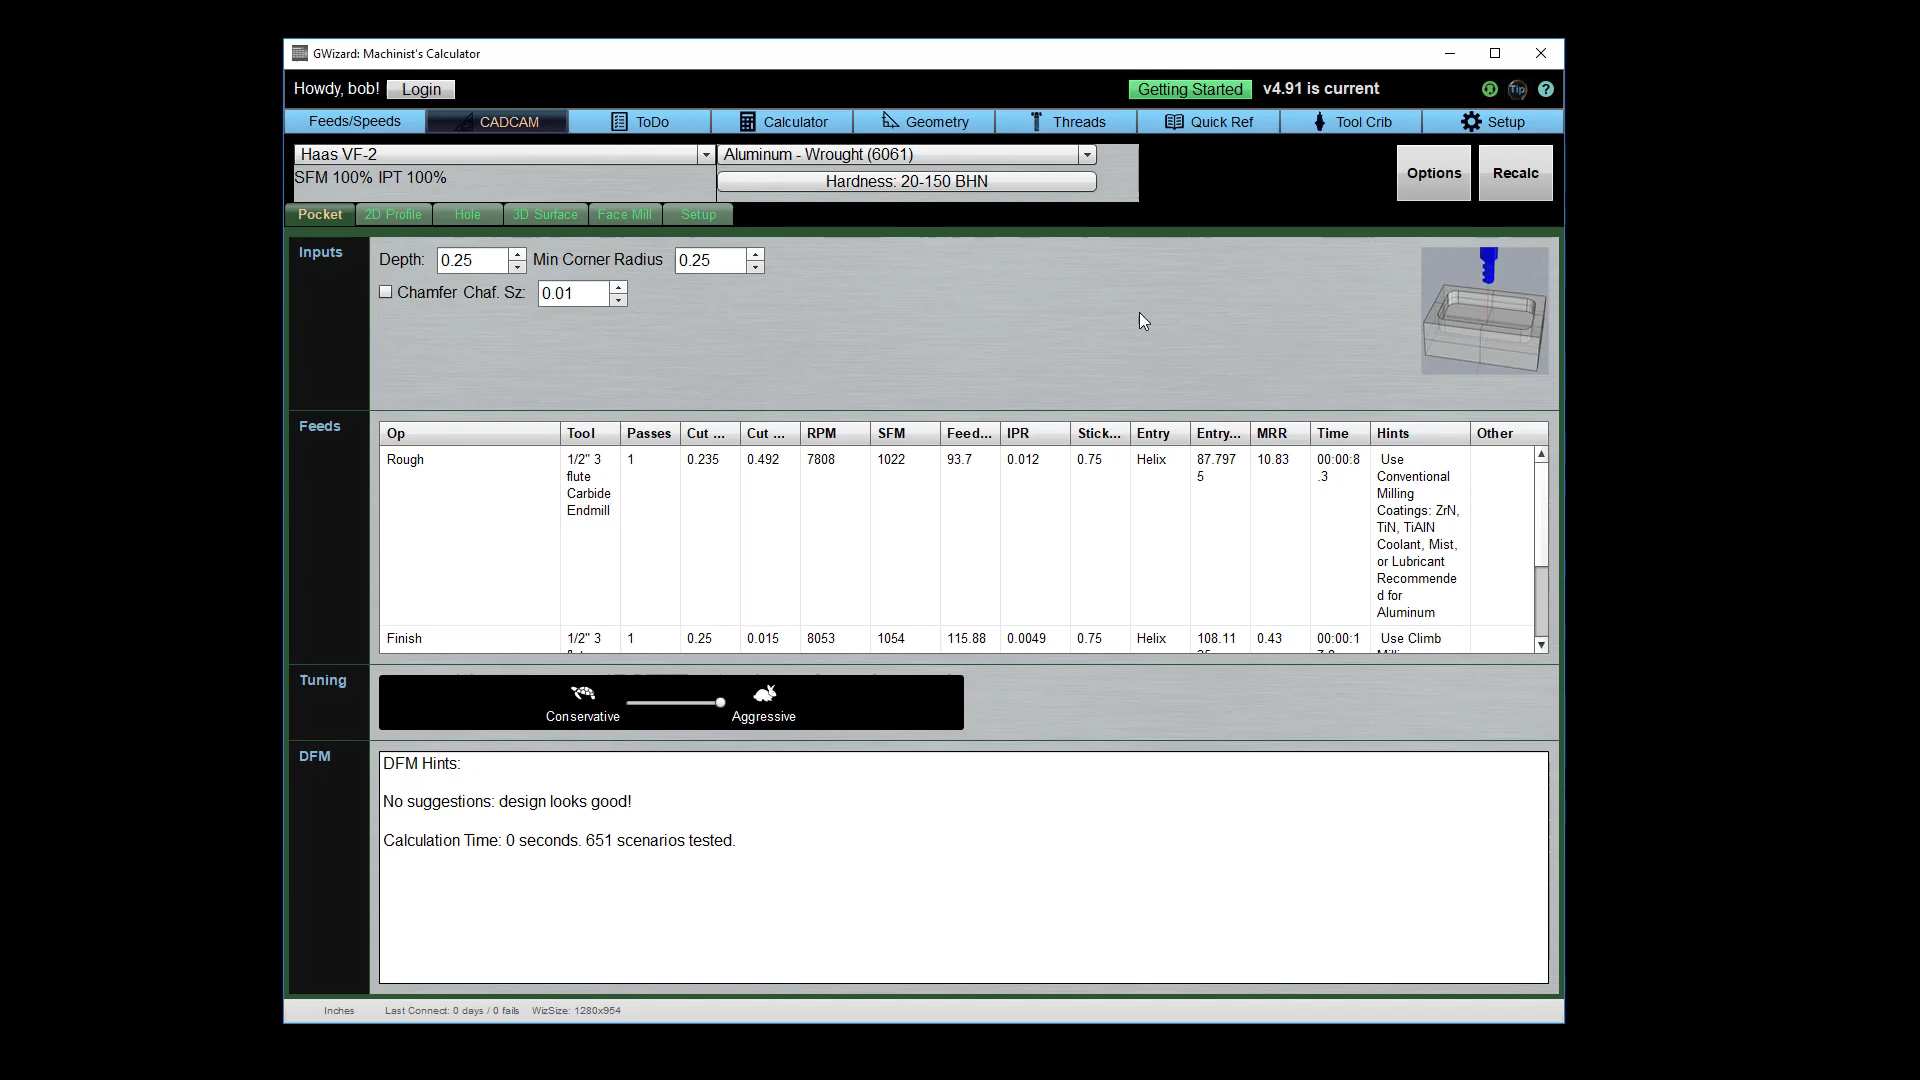 GWizard: Machinist's Calculator
Howdy, bob! Login Getting Started v4.91 is current Tip ?
Feeds/Speeds CADCAM ToDo Calculator Geometry Threads Quick Ref Tool Crib Setup
Haas VF-2 Aluminum - Wrought (6061) Options Recalc
SFM 100% IPT 100% Hardness: 20-150 BHN
Pocket 2D Profile Hole 3D Surface Face Mill Setup
Inputs
Depth: 0.25 Min Corner Radius 0.25
Chamfer Chaf. Sz: 0.01
Feeds
Op Tool Passes Cut ... Cut ... RPM SFM Feed... IPR Stick... Entry Entry... MRR Time Hints Other
Rough 1/2" 3 1 0.235 0.492 7808 1022 93.7 0.012 0.75 Helix 87.797 10.83 00:00:8 Use
flute 5 .3 Conventional
Carbide Milling
Endmill Coatings: ZrN,
TiN, TiAlN
Coolant, Mist,
or Lubricant
Recommende
d for
Aluminum
Finish 1/2" 3 1 0.25 0.015 8053 1054 115.88 0.0049 0.75 Helix 108.11 0.43 00:00:1 Use Climb
Tuning
Conservative Aggressive
DFM
DFM Hints:
No suggestions: design looks good!
Calculation Time: 0 seconds. 651 scenarios tested.
Inches Last Connect: 0 days / 0 fails WizSize: 1280x954